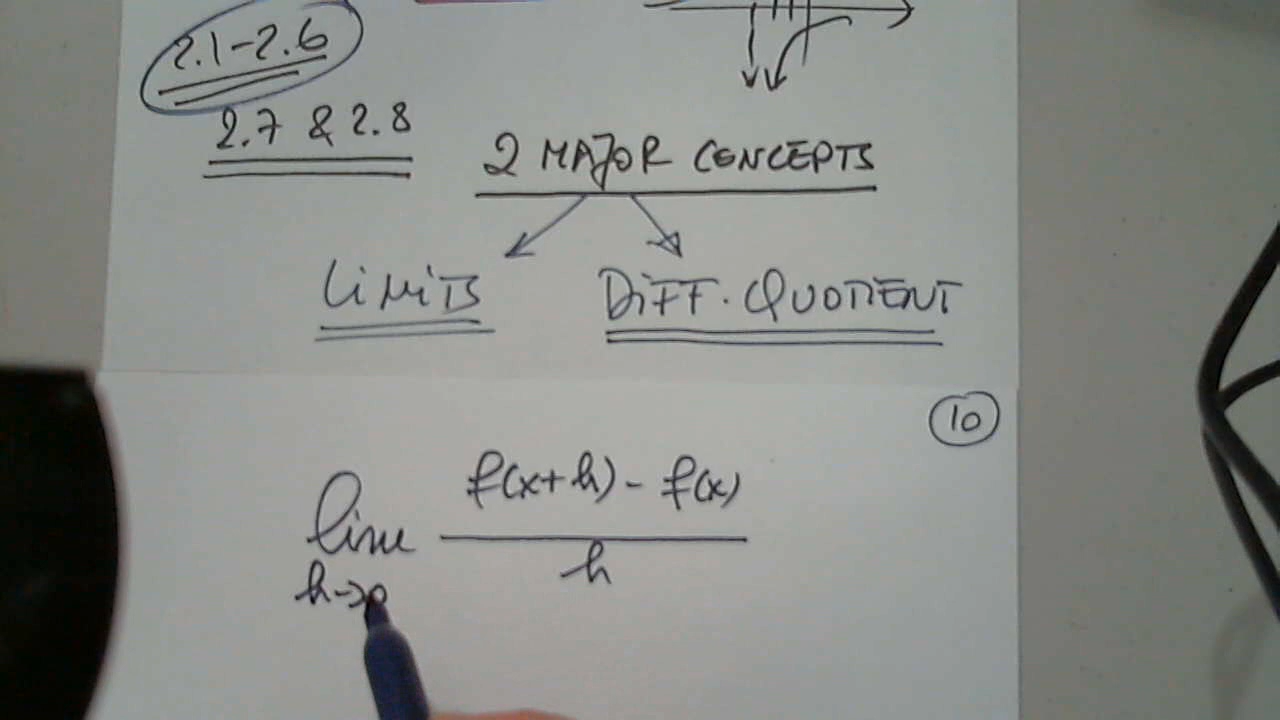 2.1-2.6
2.7 & 2.8
2 MAJOR CONCEPTS
LIMITS DIFF. QUOTIENT
10
f(x+h) - f(x)
lim
h
h→0